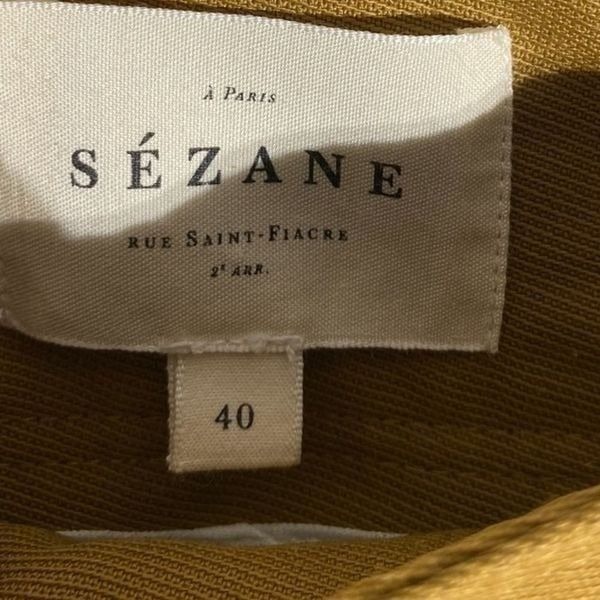 À PARIS
SÉZANE
RUE SAINT-FIACRE
2ᵉ ARR.
40